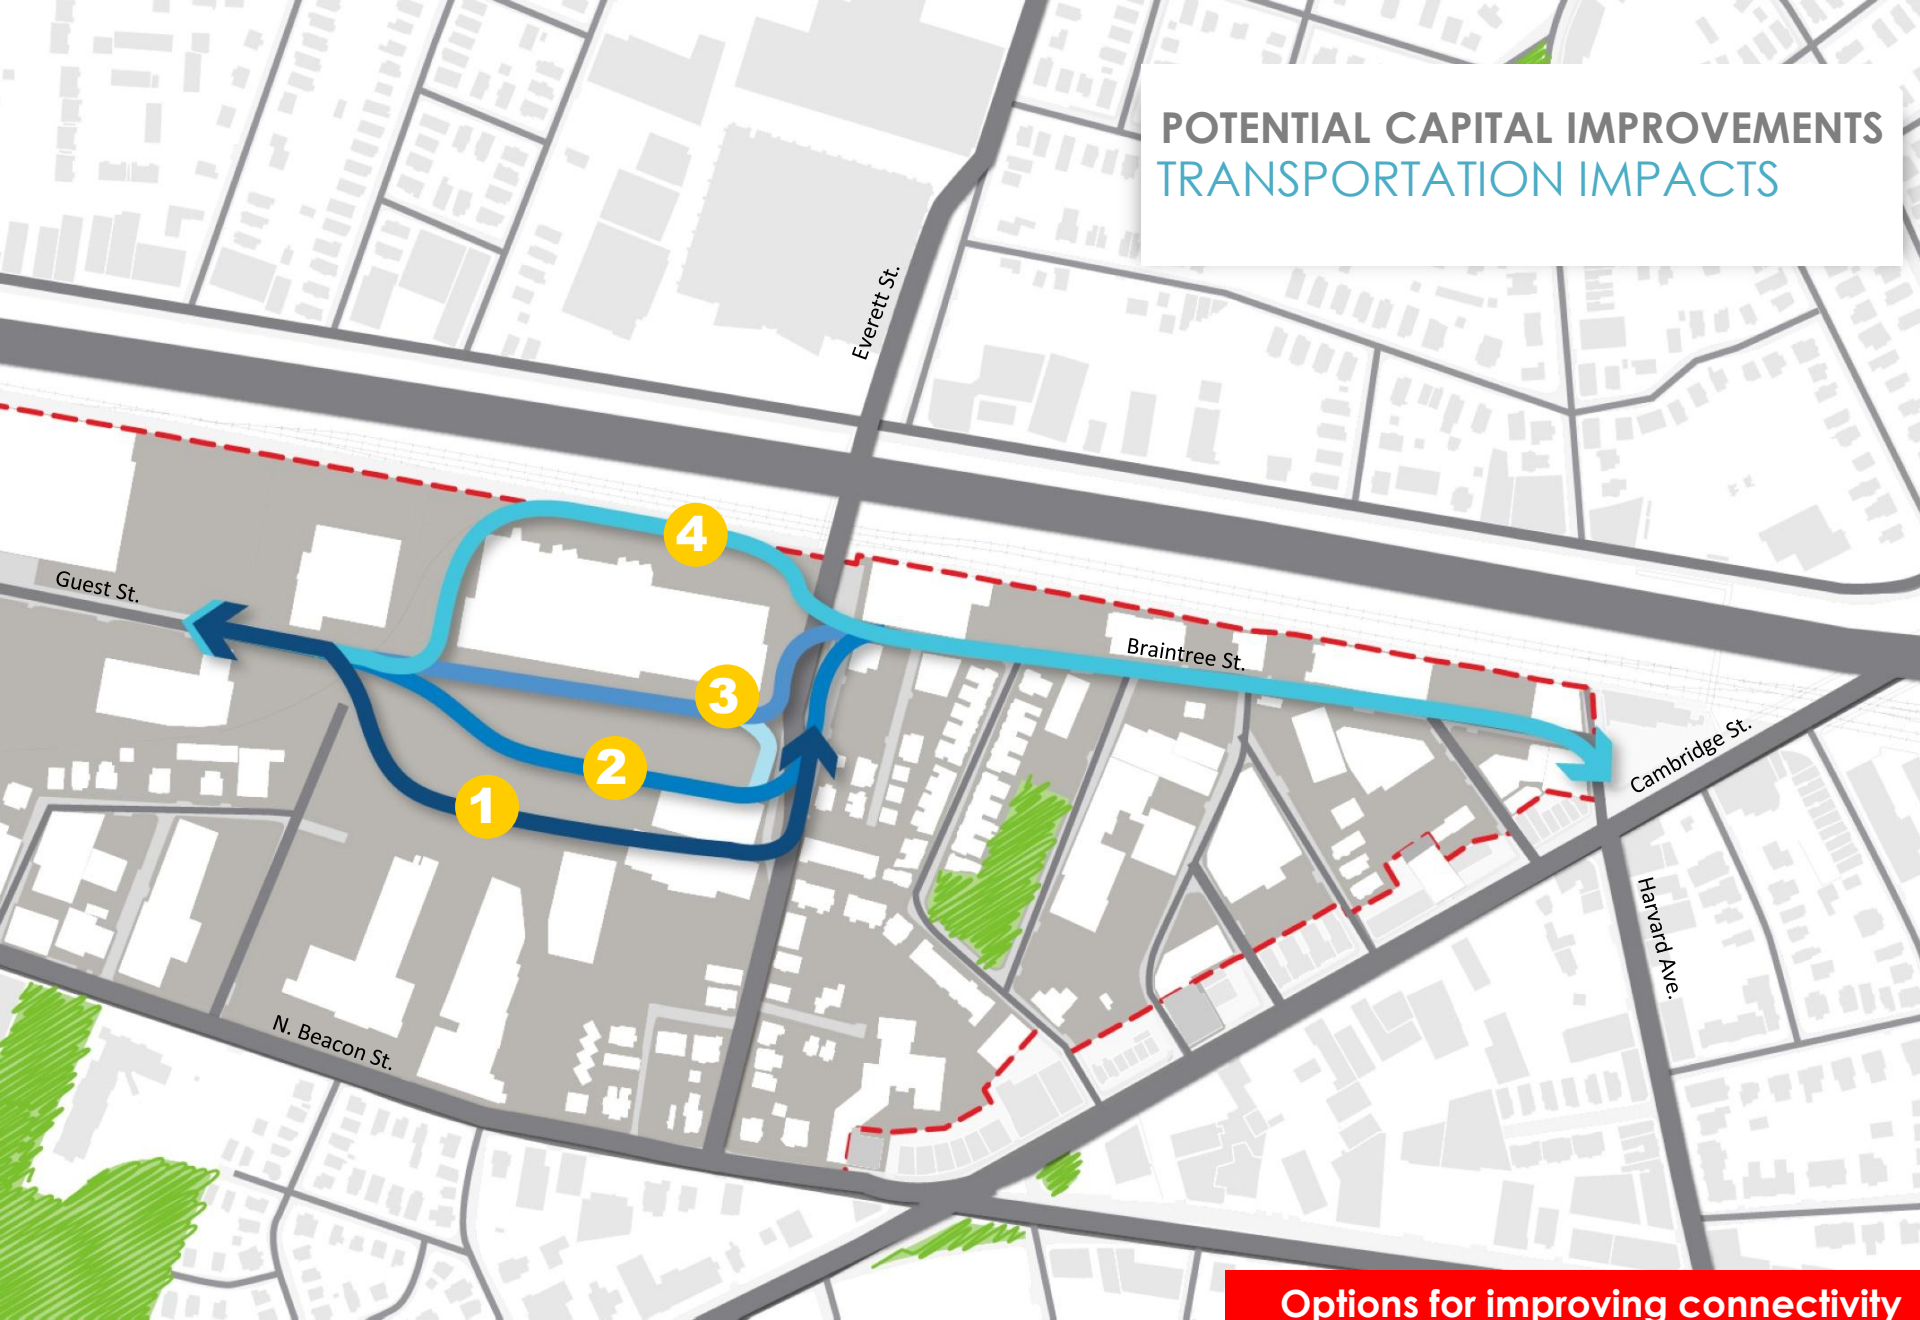 POTENTIAL CAPITAL IMPROVEMENTS
TRANSPORTATION IMPACTS
Everett St.
4
Guest St.
Braintree St.
3
Cambridge St.
2
1
Harvard Ave.
N. Beacon St.
Options for improving connectivity